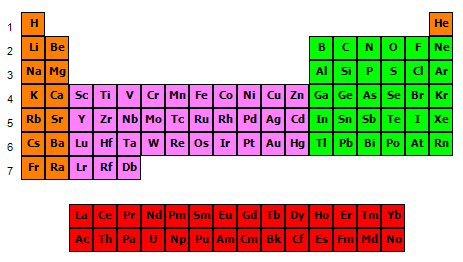 1 H He
2 Li Be B C N O F Ne
3 Na Mg Al Si P S Cl Ar
4 K Ca Sc Ti V Cr Mn Fe Co Ni Cu Zn Ga Ge As Se Br Kr
5 Rb Sr Y Zr Nb Mo Tc Ru Rh Pd Ag Cd In Sn Sb Te I Xe
6 Cs Ba Lu Hf Ta W Re Os Ir Pt Au Hg Tl Pb Bi Po At Rn
7 Fr Ra Lr Rf Db
La Ce Pr Nd Pm Sm Eu Gd Tb Dy Ho Er Tm Yb
Ac Th Pa U Np Pu Am Cm Bk Cf Es Fm Md No